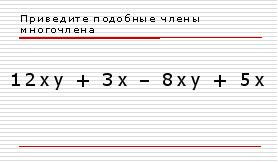 Приведите подобные члены
многочлена
12xy + 3x – 8xy + 5x